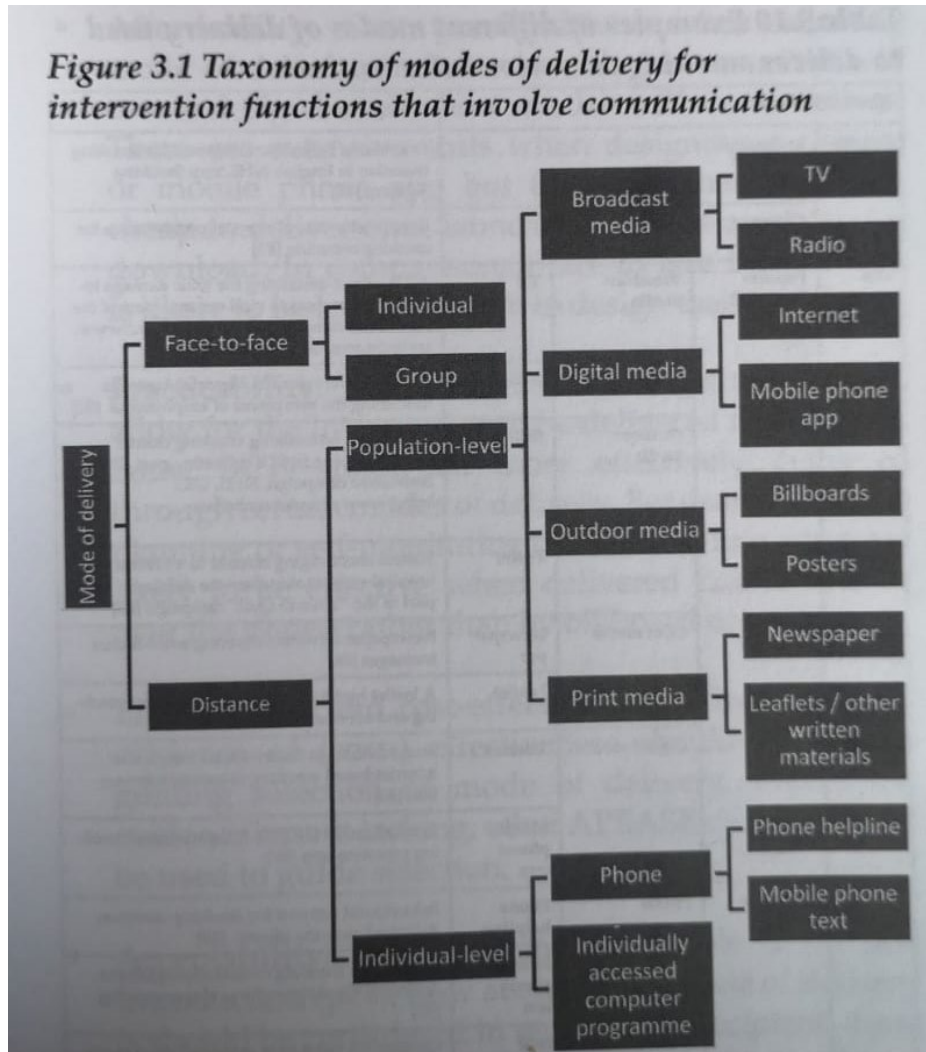 Figure 3.1 Taxonomy of modes of delivery for
intervention functions that involve communication
Mode of delivery
Face-to-face
Individual
Group
Distance
Population-level
Broadcast
media
TV
Radio
Digital media
Internet
Mobile phone
app
Outdoor media
Billboards
Posters
Print media
Newspaper
Leaflets / other
written
materials
Individual-level
Phone
Phone helpline
Mobile phone
text
Individually
accessed
computer
programme